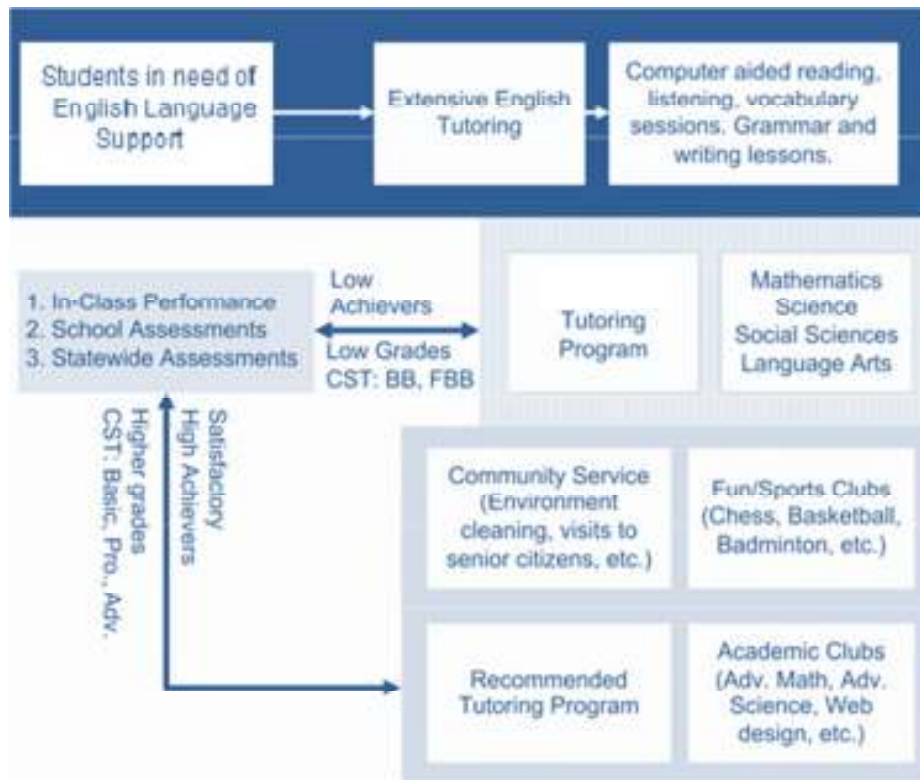 Students in need of
English Language
Support
Extensive English
Tutoring
Computer aided reading,
listening, vocabulary
sessions. Grammar and
writing lessons.
1. In-Class Performance
2. School Assessments
3. Statewide Assessments
Low
Achievers
Low Grades
CST: BB, FBB
Tutoring
Program
Mathematics
Science
Social Sciences
Language Arts
Satisfactory
High Achievers
Higher grades
CST: Basic, Pro., Adv.
Community Service
(Environment
cleaning, visits to
senior citizens, etc.)
Fun/Sports Clubs
(Chess, Basketball,
Badminton, etc.)
Recommended
Tutoring Program
Academic Clubs
(Adv. Math, Adv.
Science, Web
design, etc.)